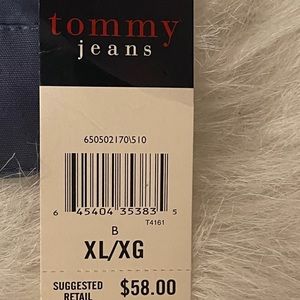 tommy
jeans
650502170\510
6 45404 35383 5
T4161
B
XL/XG
SUGGESTED $58.00
RETAIL